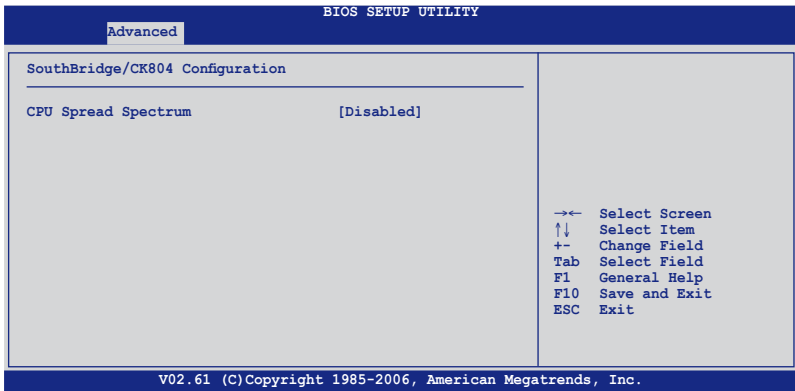 BIOS SETUP UTILITY
Advanced
SouthBridge/CK804 Configuration
CPU Spread Spectrum [Disabled]
→← Select Screen
↑↓ Select Item
+- Change Field
Tab Select Field
F1 General Help
F10 Save and Exit
ESC Exit
V02.61 (C)Copyright 1985-2006, American Megatrends, Inc.